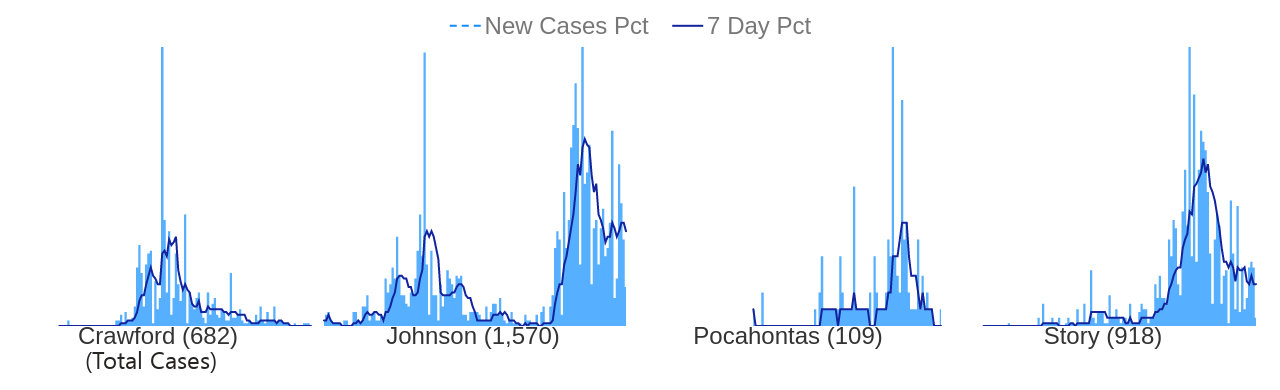 New Cases Pct 7 Day Pct
Crawford (682) Johnson (1,570) Pocahontas (109) Story (918)
(Total Cases)